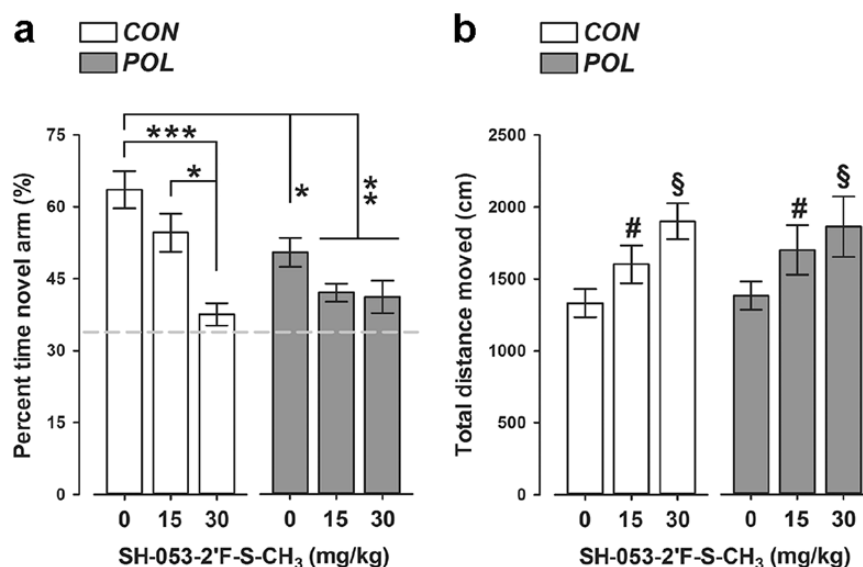 a
CON
POL
Percent time novel arm (%)
75
60
45
30
15
0
***
*
*
**
0 15 30 0 15 30
SH-053-2'F-S-CH₃ (mg/kg)
b
CON
POL
Total distance moved (cm)
2500
2000
1500
1000
500
0
# § # §
0 15 30 0 15 30
SH-053-2'F-S-CH₃ (mg/kg)